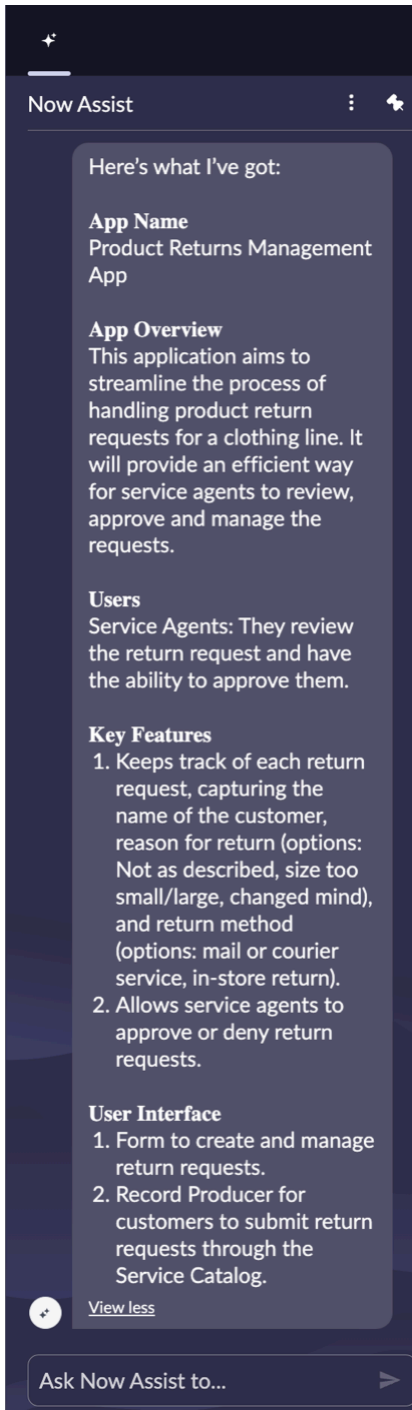 Now Assist
Here’s what I’ve got:
App Name
Product Returns Management
App
App Overview
This application aims to
streamline the process of
handling product return
requests for a clothing line. It
will provide an efficient way
for service agents to review,
approve and manage the
requests.
Users
Service Agents: They review
the return request and have
the ability to approve them.
Key Features
1. Keeps track of each return
request, capturing the
name of the customer,
reason for return (options:
Not as described, size too
small/large, changed mind),
and return method
(options: mail or courier
service, in-store return).
2. Allows service agents to
approve or deny return
requests.
User Interface
1. Form to create and manage
return requests.
2. Record Producer for
customers to submit return
requests through the
Service Catalog.
View less
Ask Now Assist to...